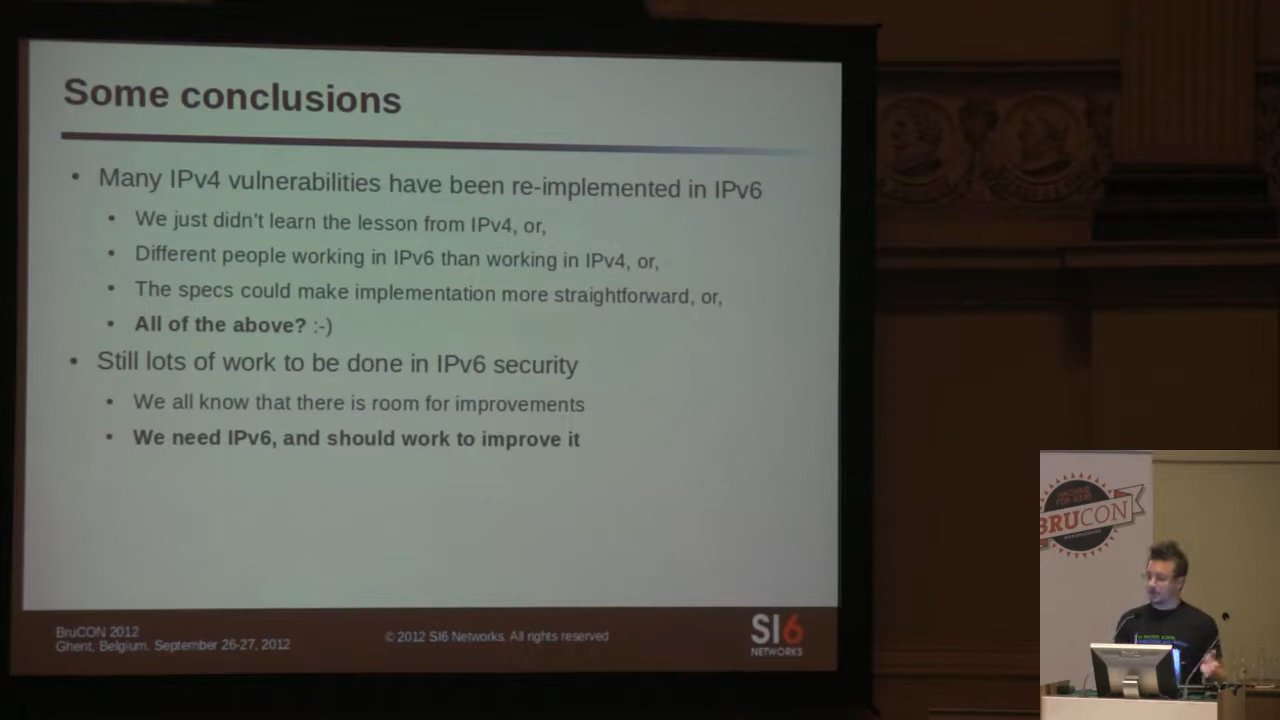 Some conclusions
• Many IPv4 vulnerabilities have been re-implemented in IPv6
• We just didn't learn the lesson from IPv4, or,
• Different people working in IPv6 than working in IPv4, or,
• The specs could make implementation more straightforward, or,
• All of the above? :-)
• Still lots of work to be done in IPv6 security
• We all know that there is room for improvements
• We need IPv6, and should work to improve it
BruCON 2012
Ghent, Belgium. September 26-27, 2012
© 2012 SI6 Networks. All rights reserved
SI6
NETWORKS
HACKING
FOR B33R
BRUCON